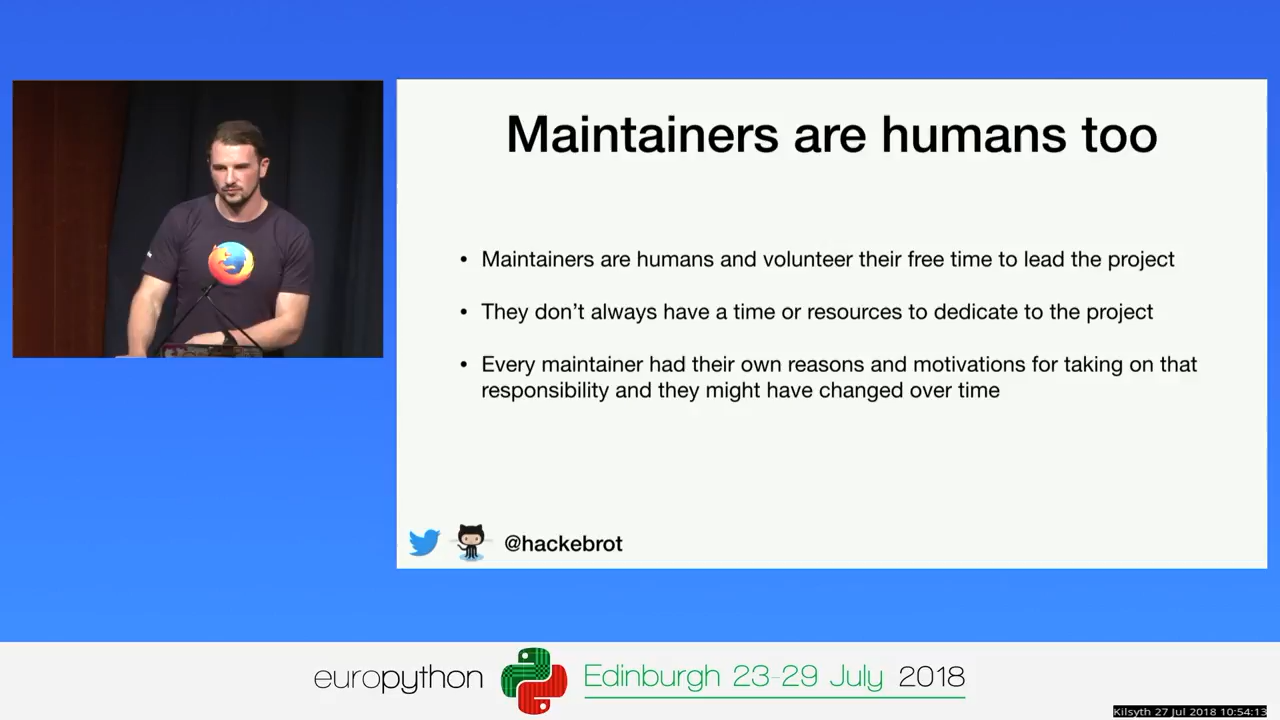 Maintainers are humans too
• Maintainers are humans and volunteer their free time to lead the project
• They don’t always have a time or resources to dedicate to the project
• Every maintainer had their own reasons and motivations for taking on that
responsibility and they might have changed over time
@hackebrot
europython Edinburgh 23-29 July 2018
Kilsyth 27 Jul 2018 10:54:13